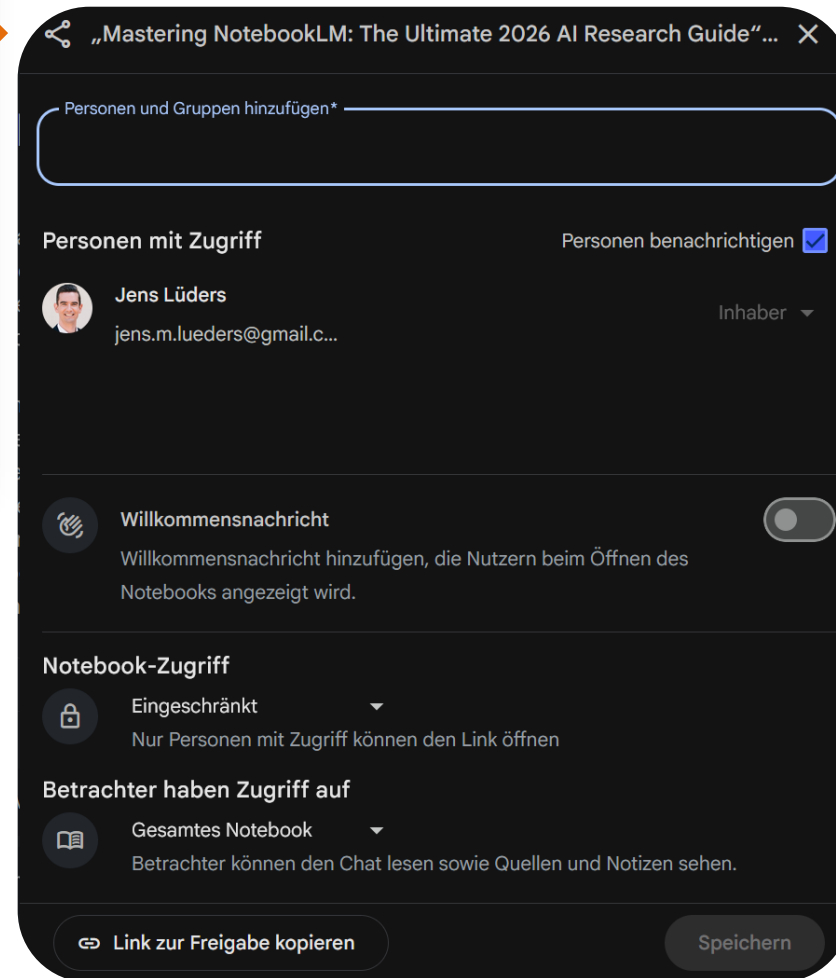 „Mastering NotebookLM: The Ultimate 2026 AI Research Guide“...
Personen und Gruppen hinzufügen*
Personen mit Zugriff
Personen benachrichtigen
Jens Lüders
jens.m.lueders@gmail.c...
Inhaber
Willkommensnachricht
Willkommensnachricht hinzufügen, die Nutzern beim Öffnen des
Notebooks angezeigt wird.
Notebook-Zugriff
Eingeschränkt
Nur Personen mit Zugriff können den Link öffnen
Betrachter haben Zugriff auf
Gesamtes Notebook
Betrachter können den Chat lesen sowie Quellen und Notizen sehen.
Link zur Freigabe kopieren
Speichern